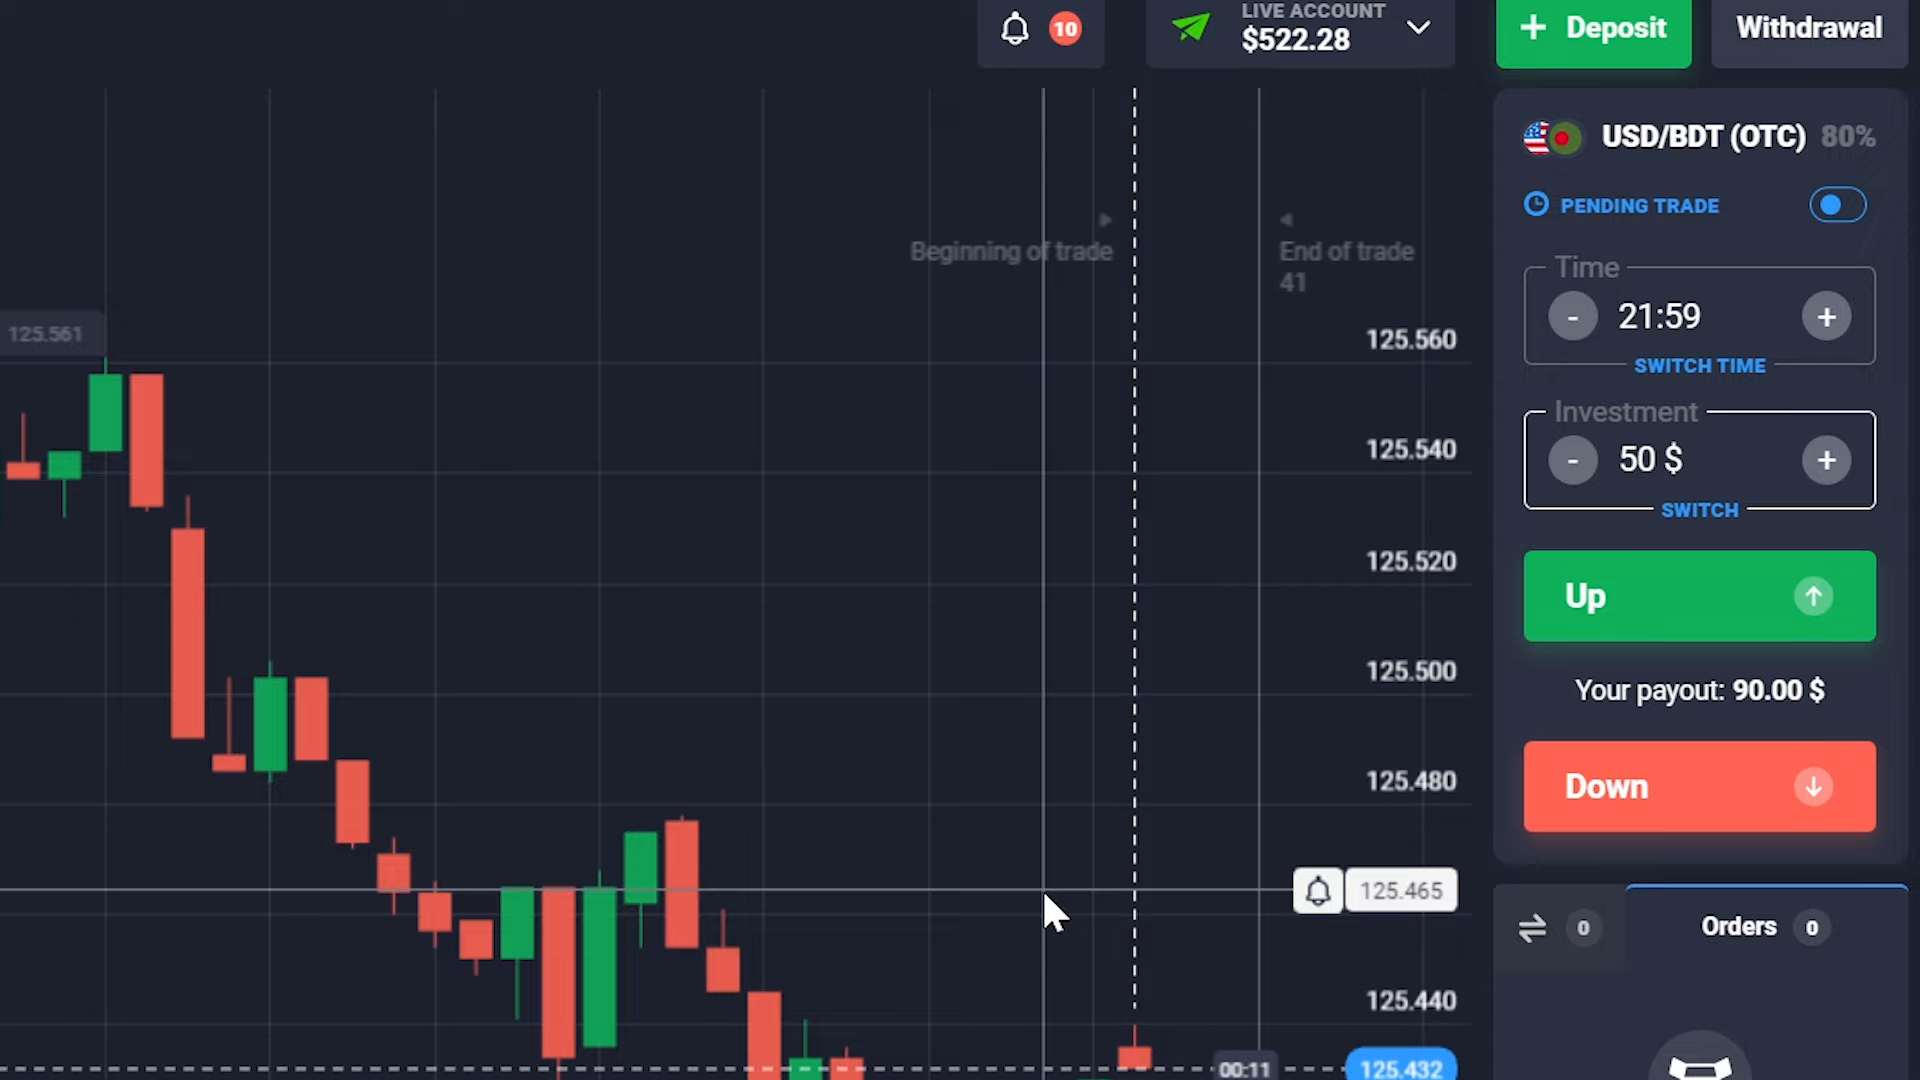 10
LIVE ACCOUNT
$522.28
+ Deposit
Withdrawal
USD/BDT (OTC) 80%
PENDING TRADE
Beginning of trade
End of trade
41
Time
- 21:59 +
SWITCH TIME
125.561
125.560
125.540
125.520
125.500
125.480
125.465
125.440
125.432
00:11
Investment
- 50 $ +
SWITCH
Up
Your payout: 90.00 $
Down
0
Orders 0